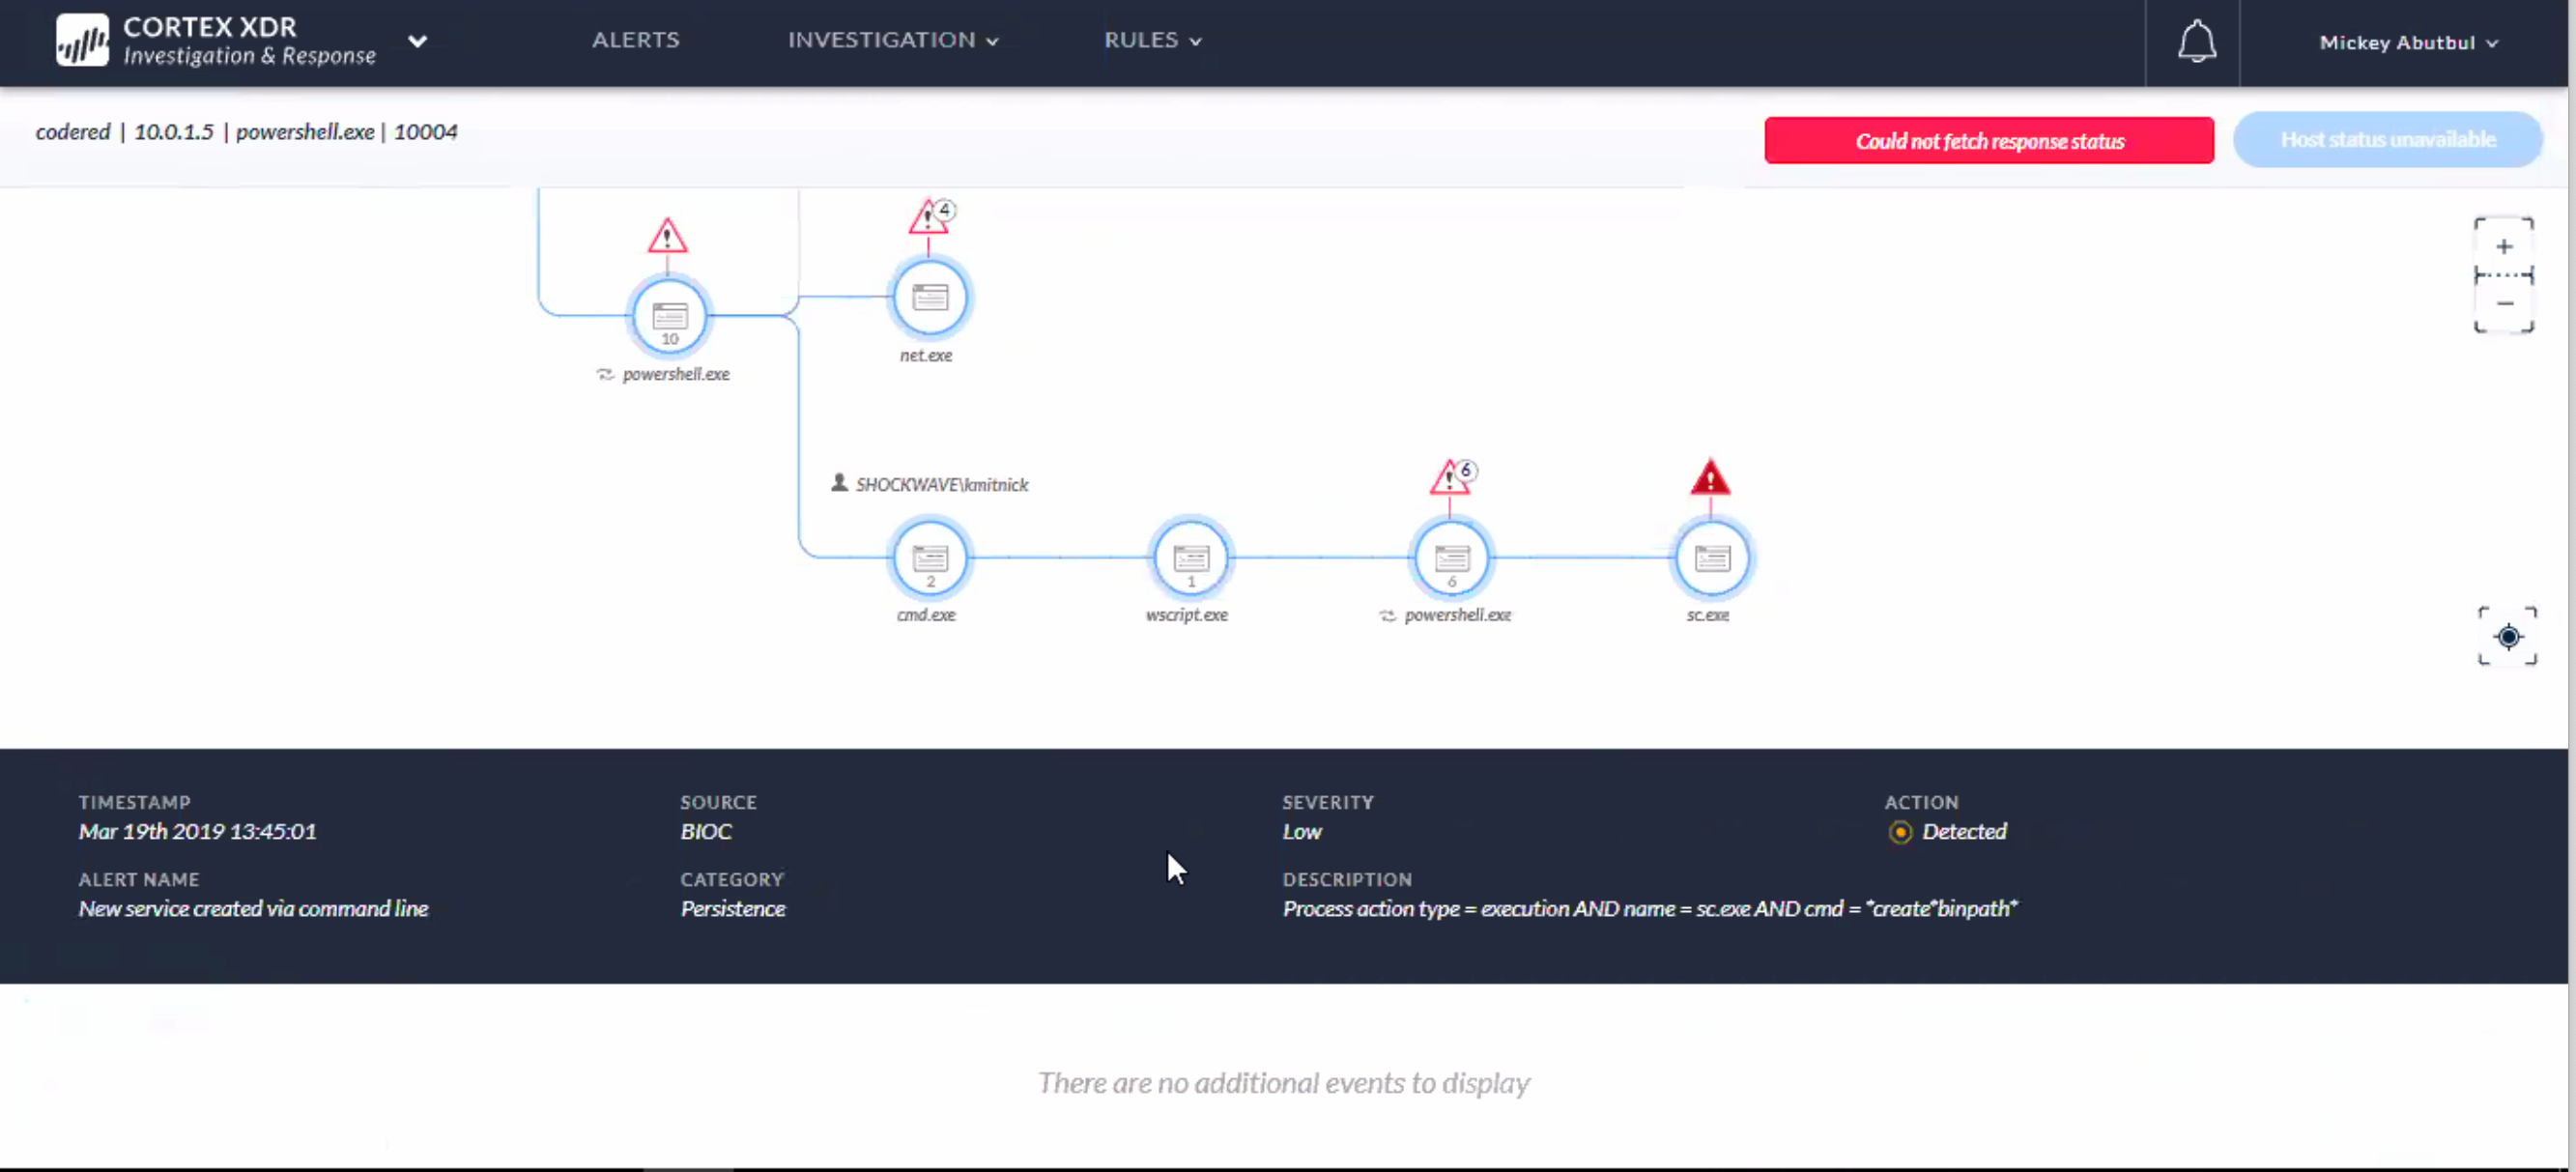 CORTEX XDR
Investigation & Response
ALERTS
INVESTIGATION
RULES
Mickey Abutbul
codered | 10.0.1.5 | powershell.exe | 10004
Could not fetch response status
Host status unavailable
4
10
powershell.exe
net.exe
SHOCKWAVE\kmitnick
6
2
1
6
cmd.exe
wscript.exe
powershell.exe
sc.exe
TIMESTAMP
Mar 19th 2019 13:45:01
SOURCE
BIOC
SEVERITY
Low
ACTION
Detected
ALERT NAME
New service created via command line
CATEGORY
Persistence
DESCRIPTION
Process action type = execution AND name = sc.exe AND cmd = *create*binpath*
There are no additional events to display